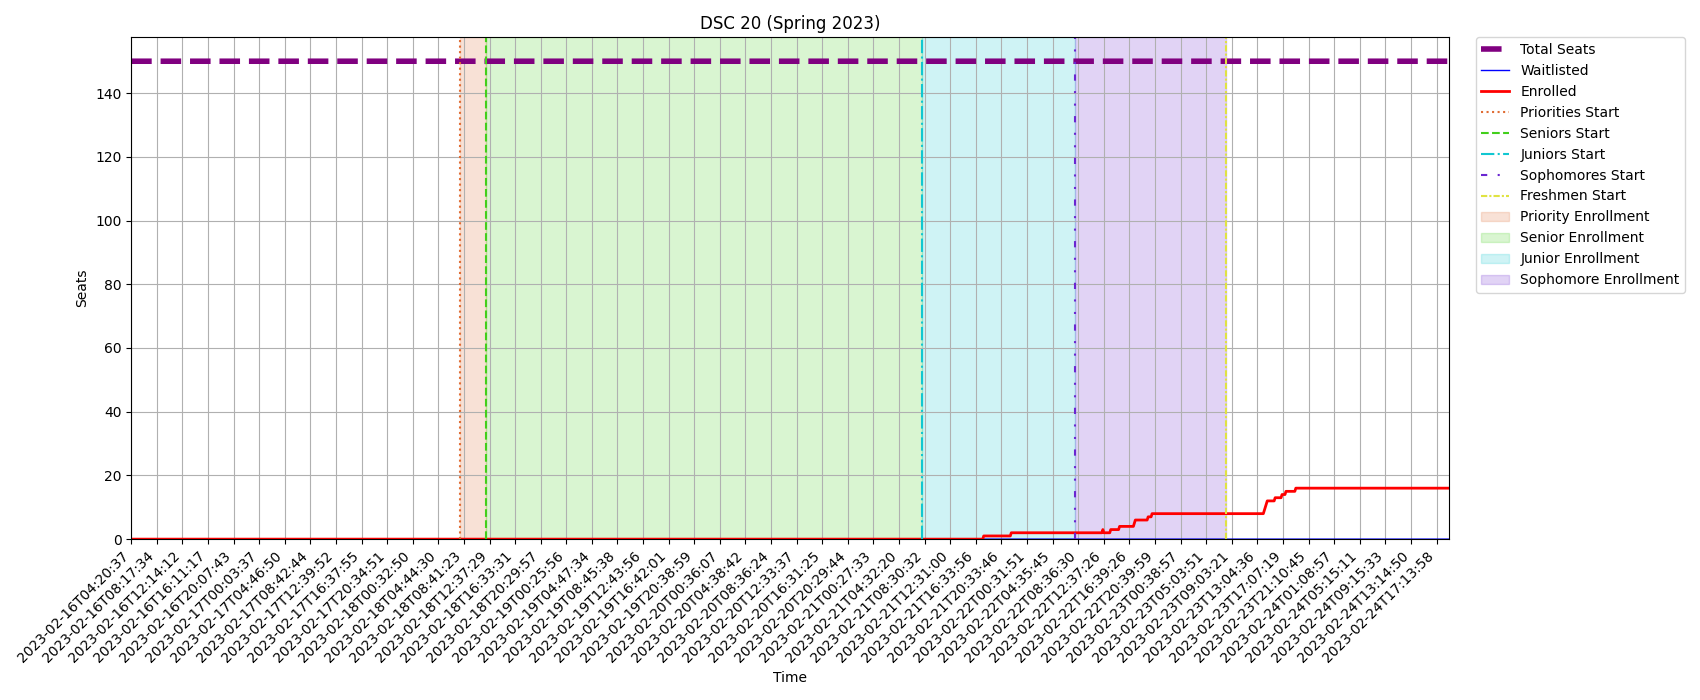 DSC 20 (Spring 2023)
Seats
140
120
100
80
60
40
20
0
2023-02-16T04:20:37
2023-02-16T08:17:34
2023-02-16T12:14:12
2023-02-16T16:11:17
2023-02-16T20:07:43
2023-02-17T00:03:37
2023-02-17T04:46:50
2023-02-17T08:42:44
2023-02-17T12:39:52
2023-02-17T16:37:55
2023-02-17T20:34:51
2023-02-18T00:32:50
2023-02-18T04:44:30
2023-02-18T08:41:23
2023-02-18T12:37:29
2023-02-18T16:33:31
2023-02-18T20:29:57
2023-02-19T00:25:56
2023-02-19T04:47:34
2023-02-19T08:45:38
2023-02-19T12:43:56
2023-02-19T16:42:01
2023-02-19T20:38:59
2023-02-20T00:36:07
2023-02-20T04:38:42
2023-02-20T08:36:24
2023-02-20T12:33:37
2023-02-20T16:31:25
2023-02-20T20:29:44
2023-02-21T00:27:33
2023-02-21T04:32:20
2023-02-21T08:30:32
2023-02-21T12:31:00
2023-02-21T16:33:56
2023-02-21T20:33:46
2023-02-22T00:31:51
2023-02-22T04:35:45
2023-02-22T08:36:30
2023-02-22T12:37:26
2023-02-22T16:39:26
2023-02-22T20:39:59
2023-02-23T00:38:57
2023-02-23T05:03:51
2023-02-23T09:03:21
2023-02-23T13:04:36
2023-02-23T17:07:19
2023-02-23T21:10:45
2023-02-24T01:08:57
2023-02-24T05:15:11
2023-02-24T09:15:33
2023-02-24T13:14:50
2023-02-24T17:13:58
Time
Total Seats
Waitlisted
Enrolled
Priorities Start
Seniors Start
Juniors Start
Sophomores Start
Freshmen Start
Priority Enrollment
Senior Enrollment
Junior Enrollment
Sophomore Enrollment